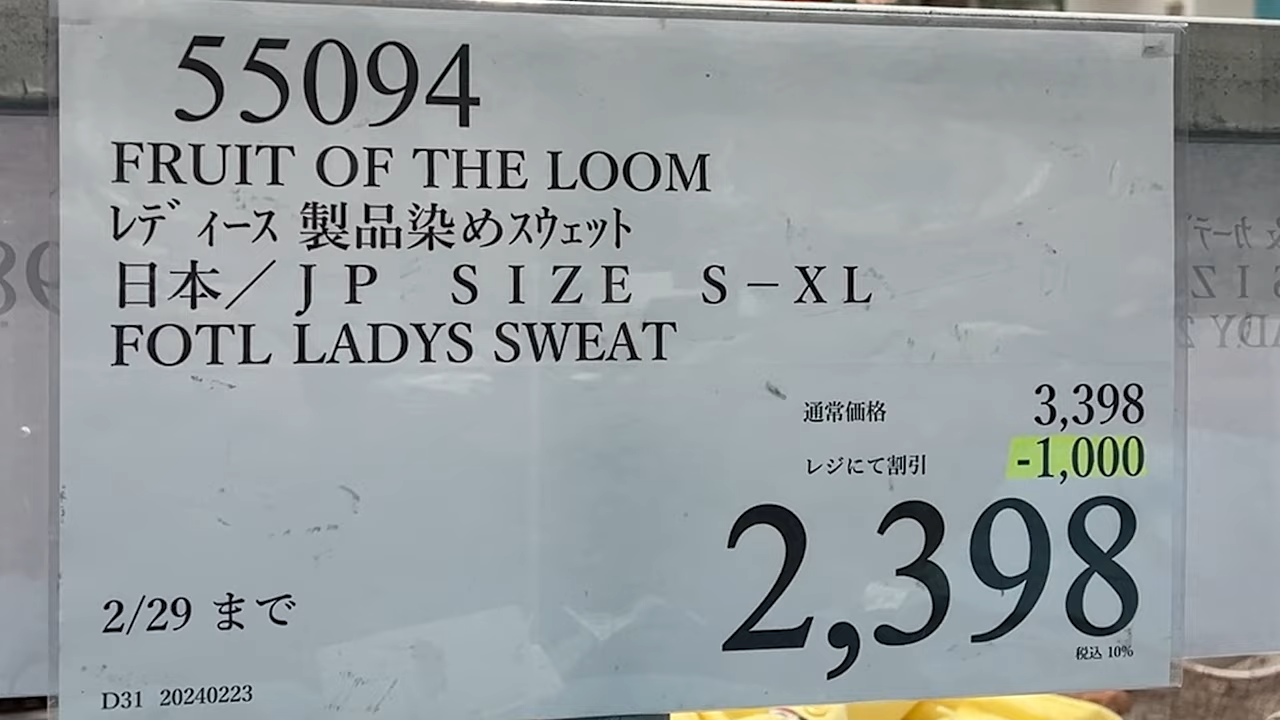 55094
FRUIT OF THE LOOM
ﾚﾃﾞｨｰｽ 製品染めｽｳｪｯﾄ
日本／ＪＰ　ＳＩＺＥ　Ｓ－ＸＬ
FOTL LADYS SWEAT
通常価格 3,398
レジにて割引 -1,000
2,398
税込 10%
2/29 まで
D31 20240223